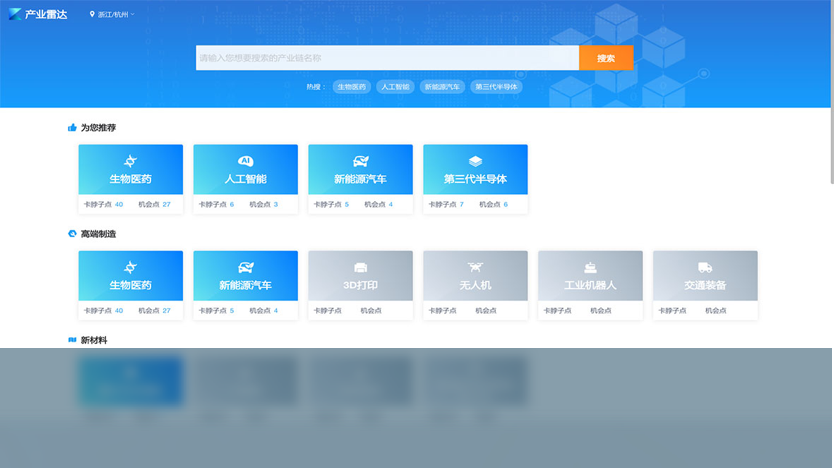 产业雷达
浙江/杭州
请输入您想要搜索的产业链名称
搜索
热搜： 生物医药 人工智能 新能源汽车 第三代半导体
为您推荐
生物医药 人工智能 新能源汽车 第三代半导体
卡脖子点 40 机会点 27 卡脖子点 6 机会点 3 卡脖子点 5 机会点 4 卡脖子点 7 机会点 6
高端制造
生物医药 新能源汽车 3D打印 无人机 工业机器人 交通装备
卡脖子点 40 机会点 27 卡脖子点 5 机会点 4 卡脖子点 机会点 卡脖子点 机会点 卡脖子点 机会点 卡脖子点 机会点
新材料